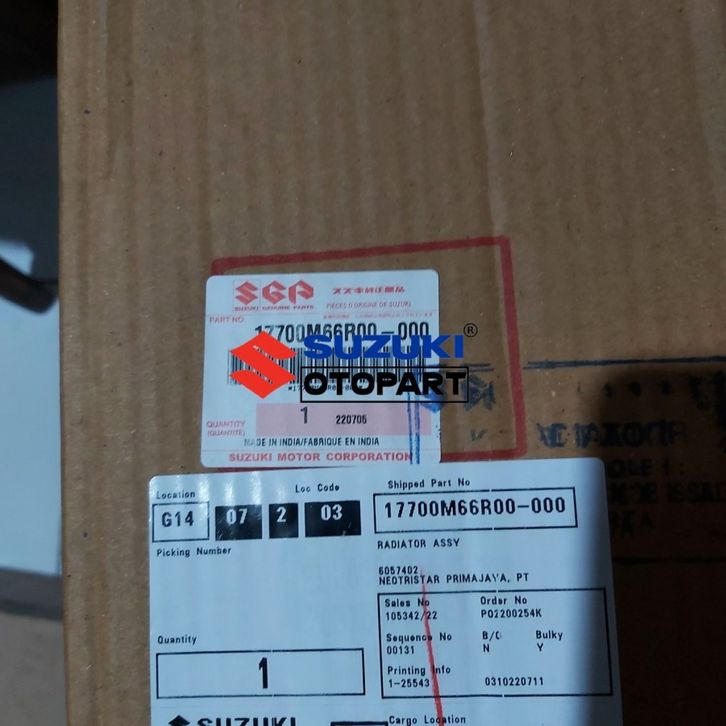 SGP
SUZUKI GENUINE PARTS
スズキ純正部品
PIÈCES D'ORIGINE DE SUZUKI
PART NO.
17700M66R00-000
SUZUKI®
OTOPART
QUANTITY
(QUANTITÉ)
1
220705
MADE IN INDIA/FABRIQUE EN INDIA
SUZUKI MOTOR CORPORATION
Location
Loc Code
Shipped Part No
G14
07
2
03
17700M66R00-000
Picking Number
RADIATOR ASSY
6057402
NEOTRISTAR PRIMAJAYA, PT
Sales No
Order No
105342/22
PO2200254K
Sequence No
B/O
Bulky
00131
N
Y
Quantity
1
Printing Info
1-25543
0310220711
SUZUKI
Cargo Location